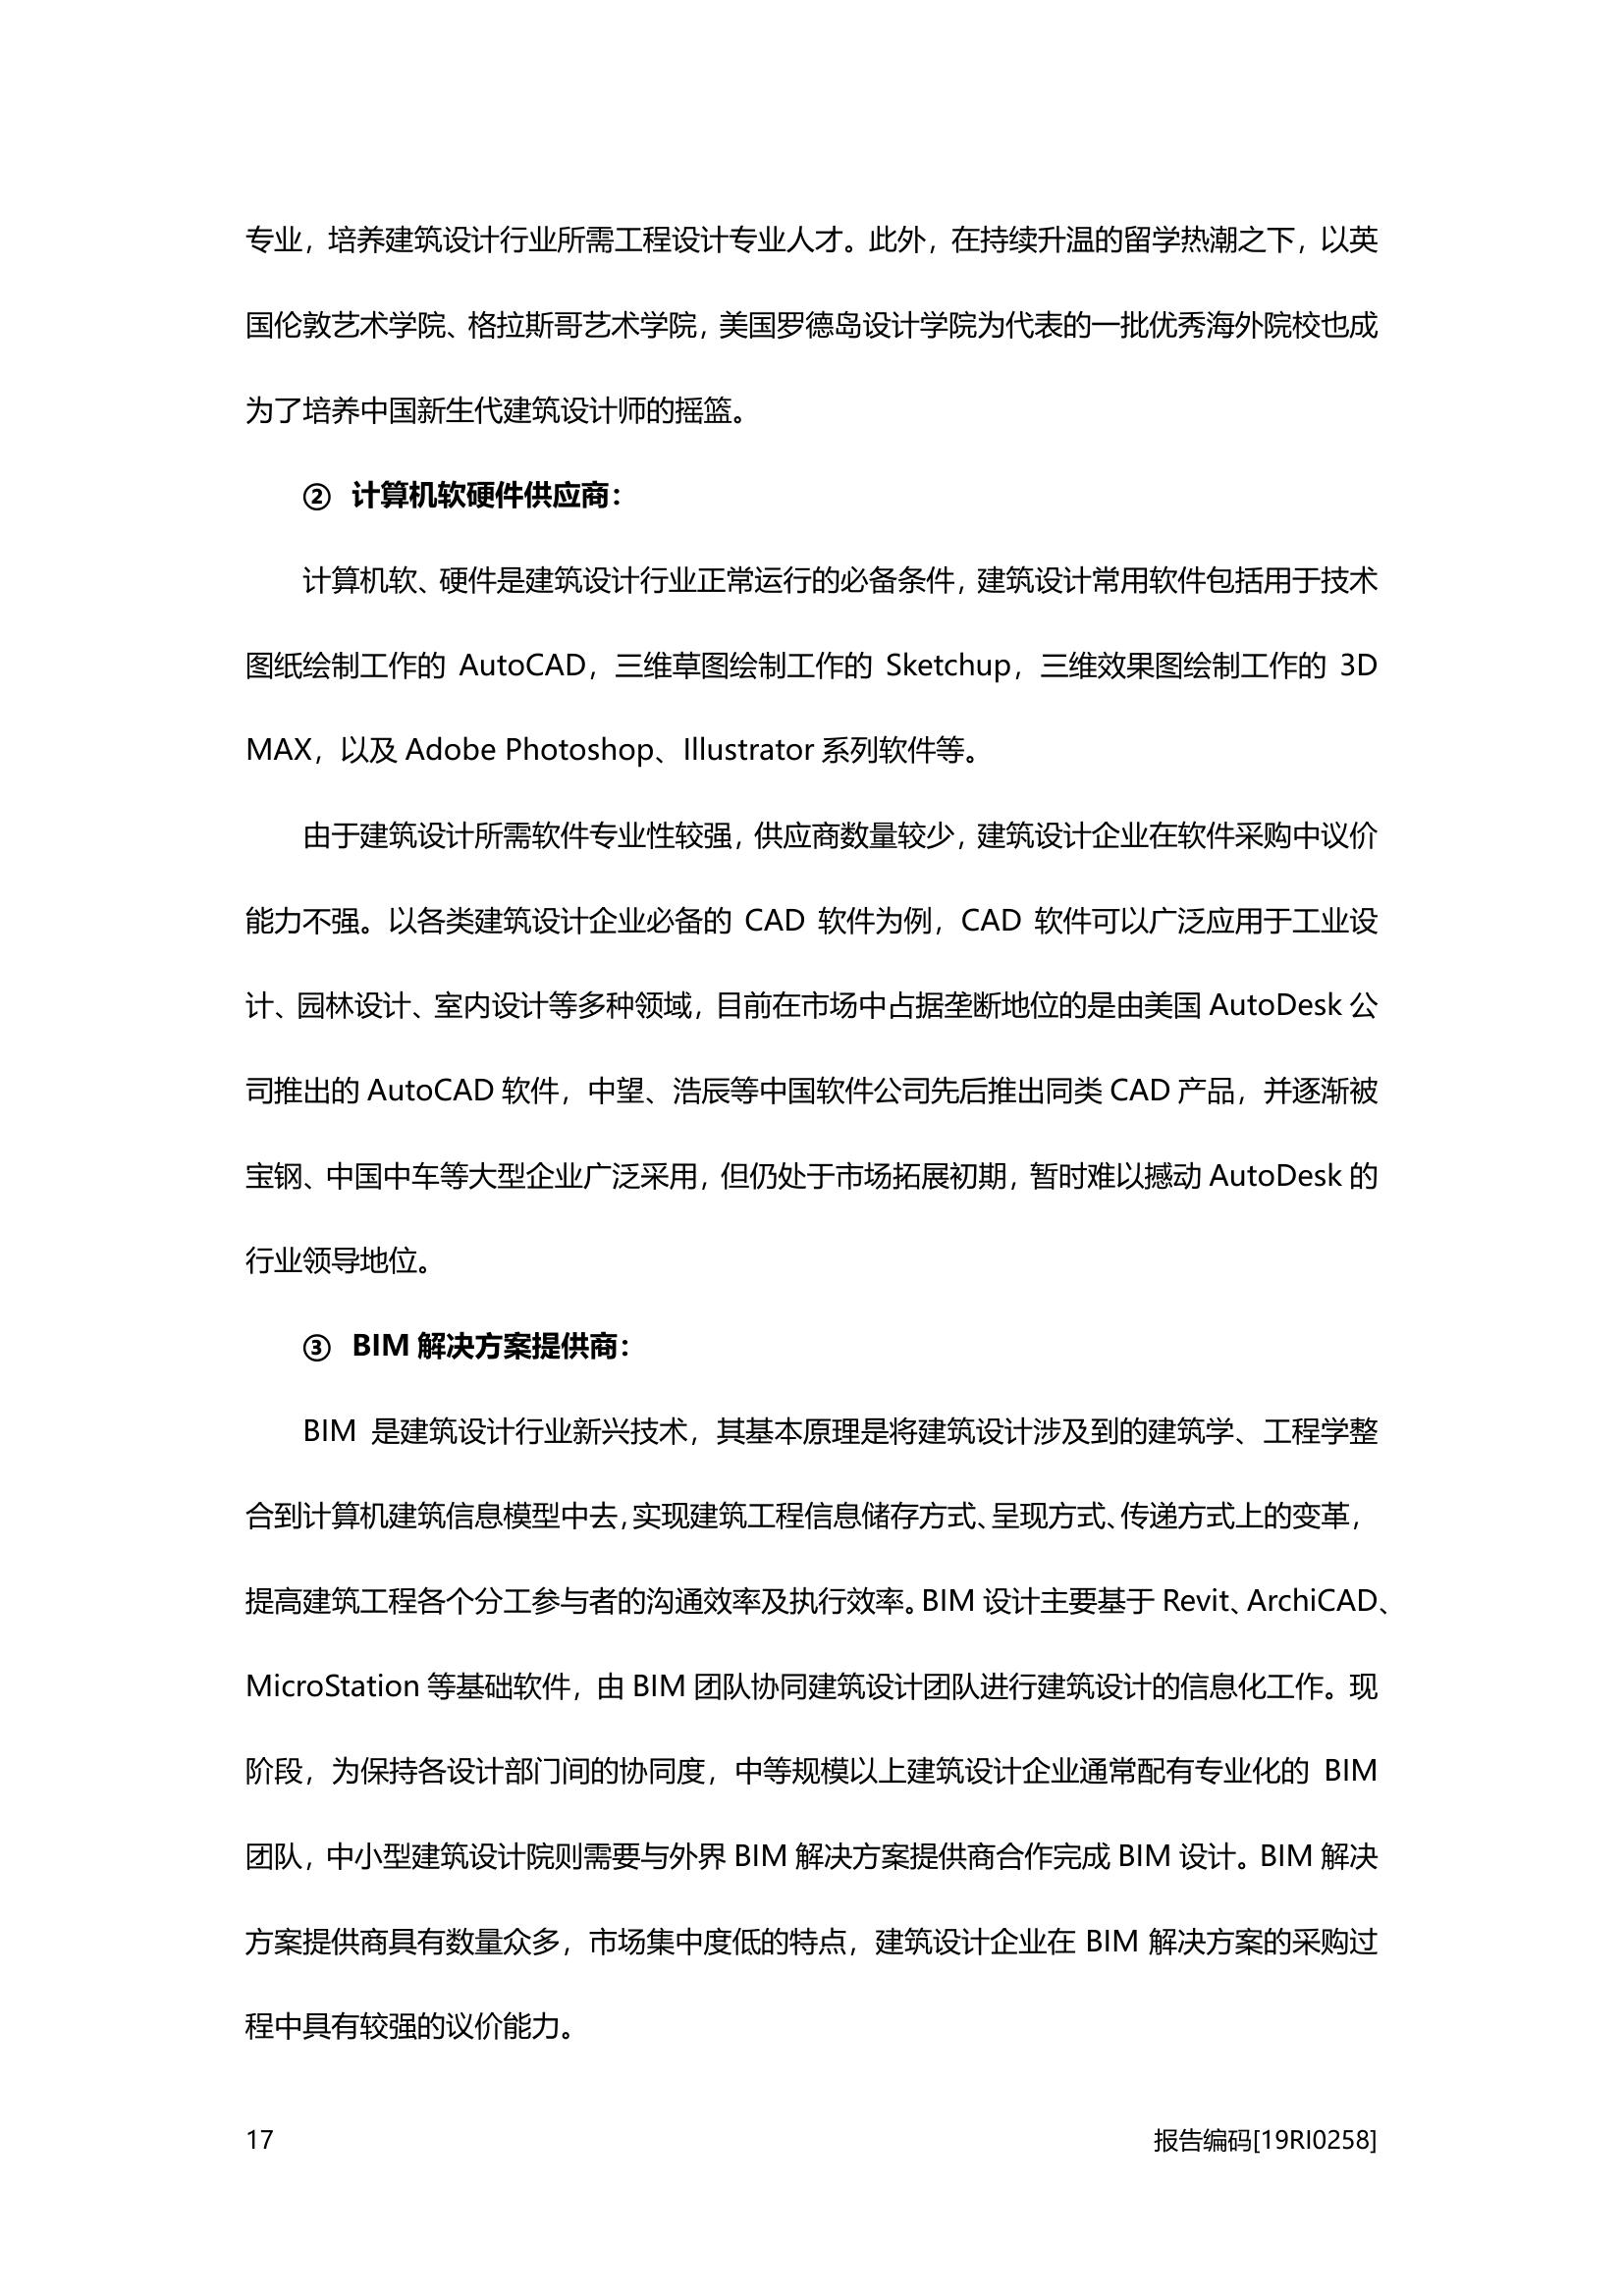 专业，培养建筑设计行业所需工程设计专业人才。此外，在持续升温的留学热潮之下，以英
国伦敦艺术学院、格拉斯哥艺术学院，美国罗德岛设计学院为代表的一批优秀海外院校也成
为了培养中国新生代建筑设计师的摇篮。
② 计算机软硬件供应商：
计算机软、硬件是建筑设计行业正常运行的必备条件，建筑设计常用软件包括用于技术
图纸绘制工作的 AutoCAD，三维草图绘制工作的 Sketchup，三维效果图绘制工作的 3D
MAX，以及 Adobe Photoshop、Illustrator 系列软件等。
由于建筑设计所需软件专业性较强，供应商数量较少，建筑设计企业在软件采购中议价
能力不强。以各类建筑设计企业必备的 CAD 软件为例，CAD 软件可以广泛应用于工业设
计、园林设计、室内设计等多种领域，目前在市场中占据垄断地位的是由美国 AutoDesk 公
司推出的 AutoCAD 软件，中望、浩辰等中国软件公司先后推出同类 CAD 产品，并逐渐被
宝钢、中国中车等大型企业广泛采用，但仍处于市场拓展初期，暂时难以撼动 AutoDesk 的
行业领导地位。
③ BIM 解决方案提供商：
BIM 是建筑设计行业新兴技术，其基本原理是将建筑设计涉及到的建筑学、工程学整
合到计算机建筑信息模型中去，实现建筑工程信息储存方式、呈现方式、传递方式上的变革，
提高建筑工程各个分工参与者的沟通效率及执行效率。BIM 设计主要基于 Revit、ArchiCAD、
MicroStation 等基础软件，由 BIM 团队协同建筑设计团队进行建筑设计的信息化工作。现
阶段，为保持各设计部门间的协同度，中等规模以上建筑设计企业通常配有专业化的 BIM
团队，中小型建筑设计院则需要与外界 BIM 解决方案提供商合作完成 BIM 设计。BIM 解决
方案提供商具有数量众多，市场集中度低的特点，建筑设计企业在 BIM 解决方案的采购过
程中具有较强的议价能力。
17 报告编码[19RI0258]